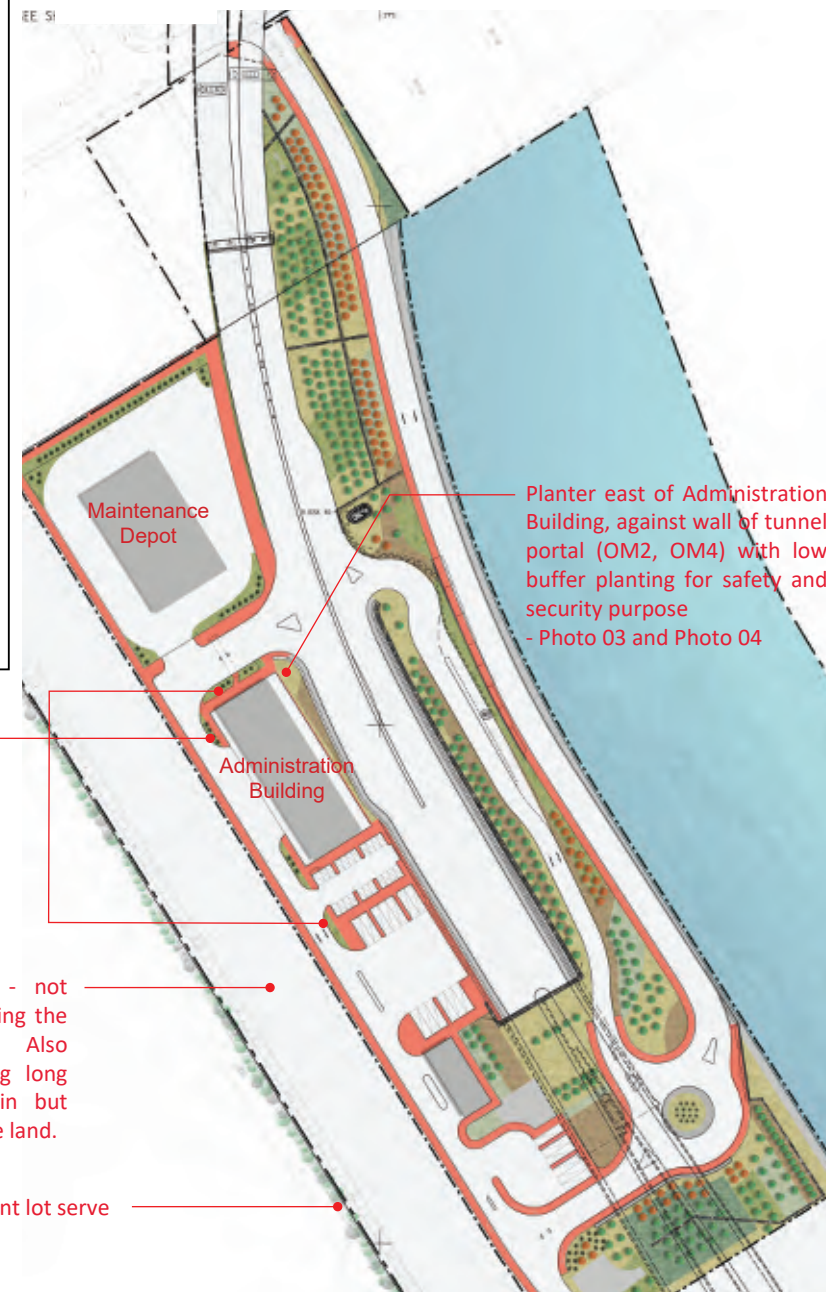 EE S
Maintenance
Depot
Planter east of Administration
Building, against wall of tunnel
portal (OM2, OM4) with low
buffer planting for safety and
security purpose
- Photo 03 and Photo 04
Administration
Building
- not
ing the
Also
g long
in but
e land.
nt lot serve